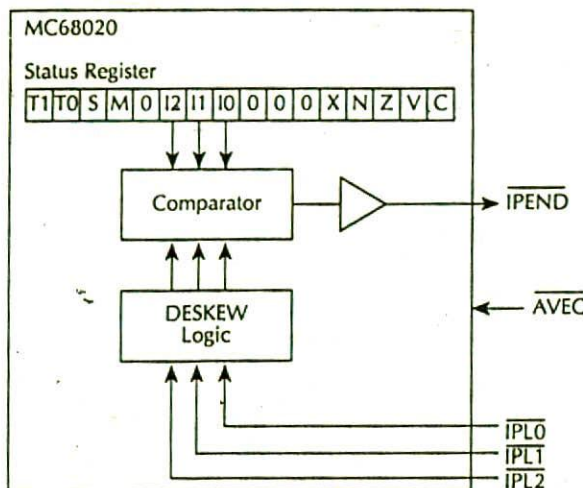 MC68020
Status Register
T1 T0 S M 0 I2 I1 I0 0 0 0 X N Z V C
Comparator
IPEND
DESKEW
Logic
AVEC
IPL0
IPL1
IPL2